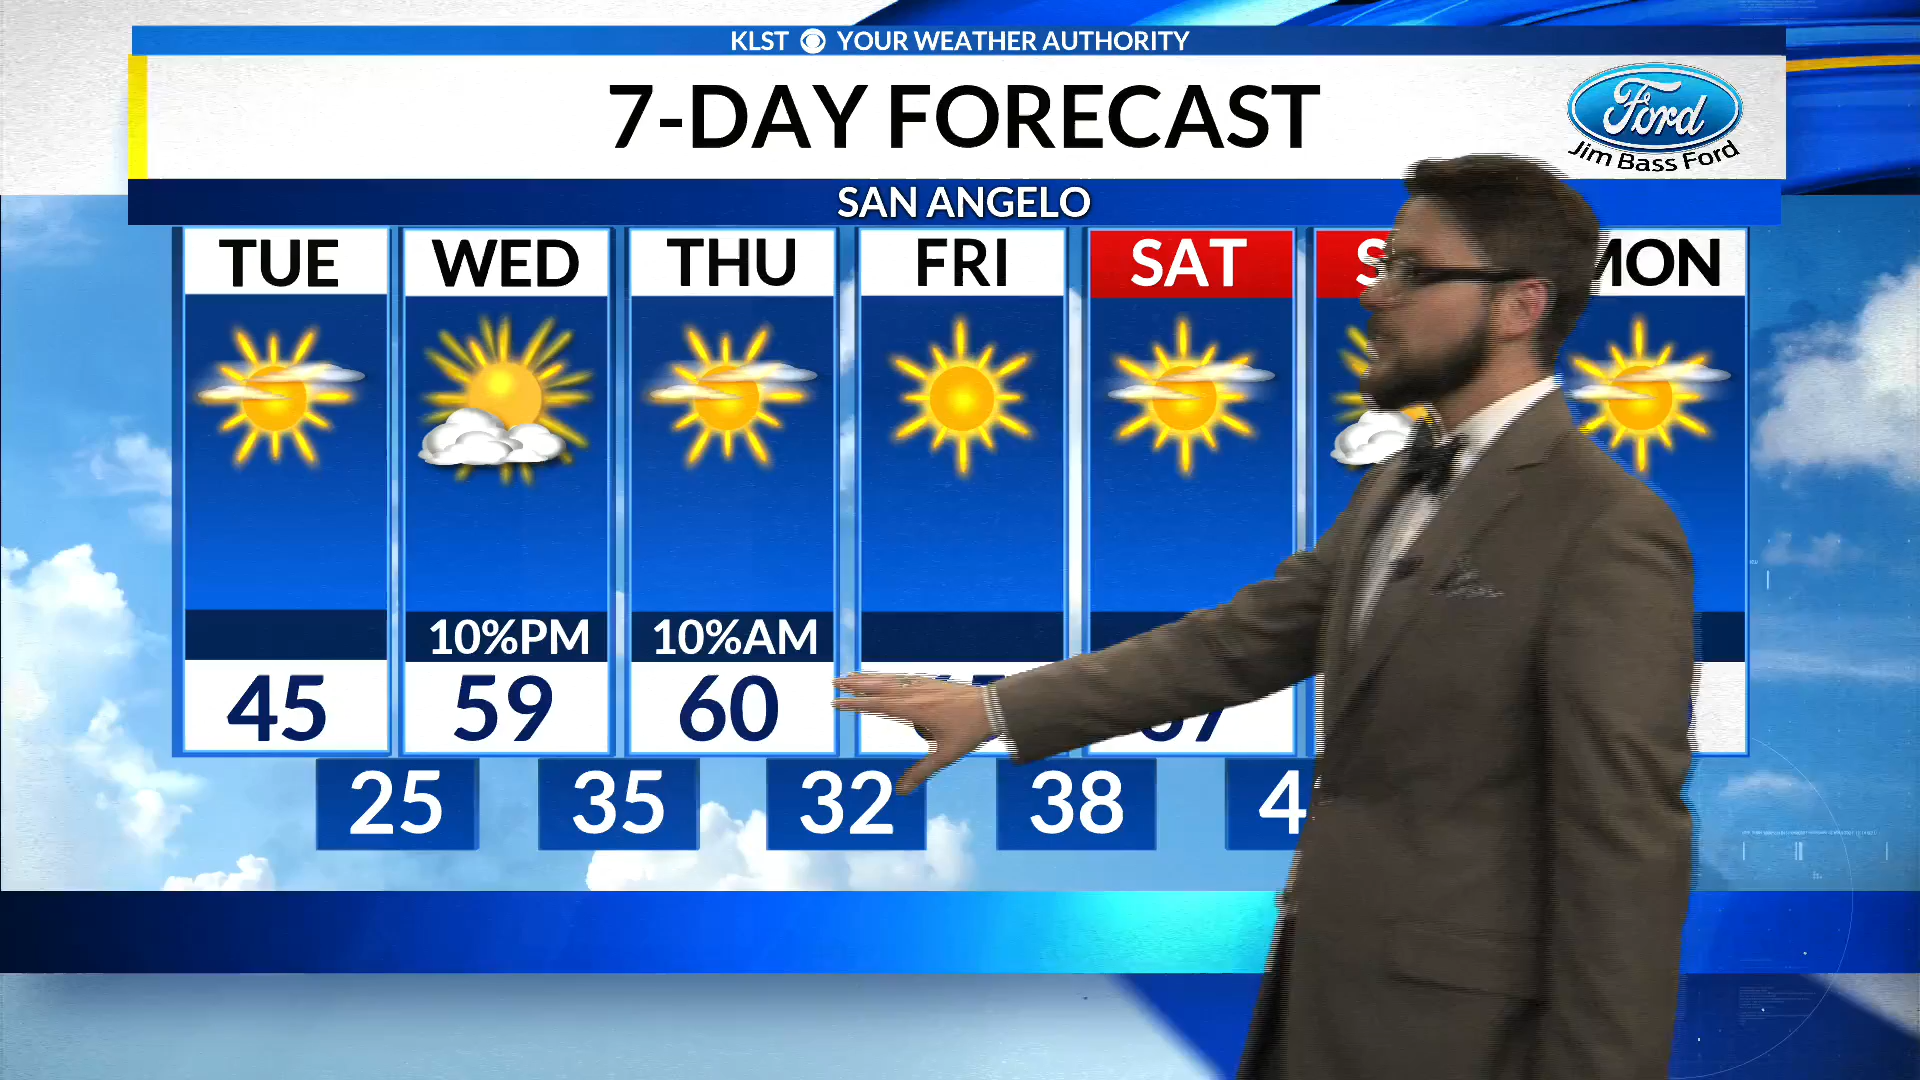 KLST YOUR WEATHER AUTHORITY
7-DAY FORECAST
Ford
Jim Bass Ford
SAN ANGELO
TUE WED THU FRI SAT MON
10%PM 10%AM
45 59 60
25 35 32 38